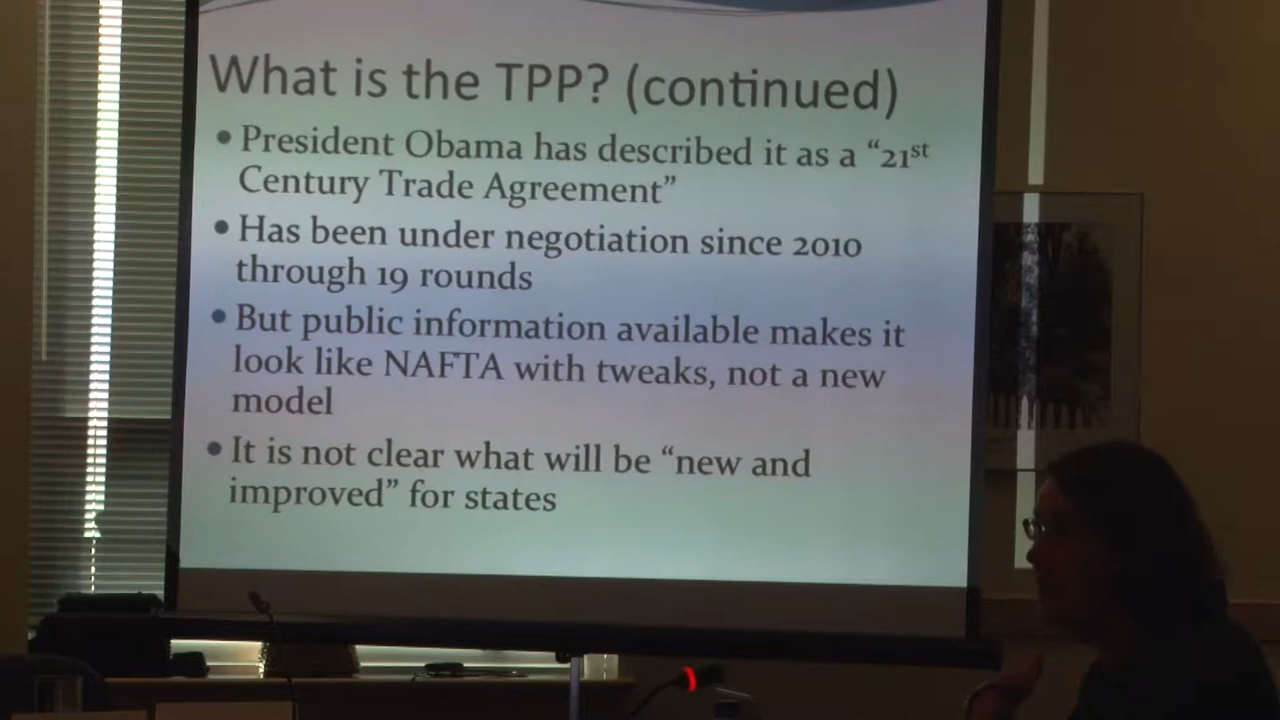 What is the TPP? (continued)
• President Obama has described it as a “21st
Century Trade Agreement”
• Has been under negotiation since 2010
through 19 rounds
• But public information available makes it
look like NAFTA with tweaks, not a new
model
• It is not clear what will be “new and
improved” for states